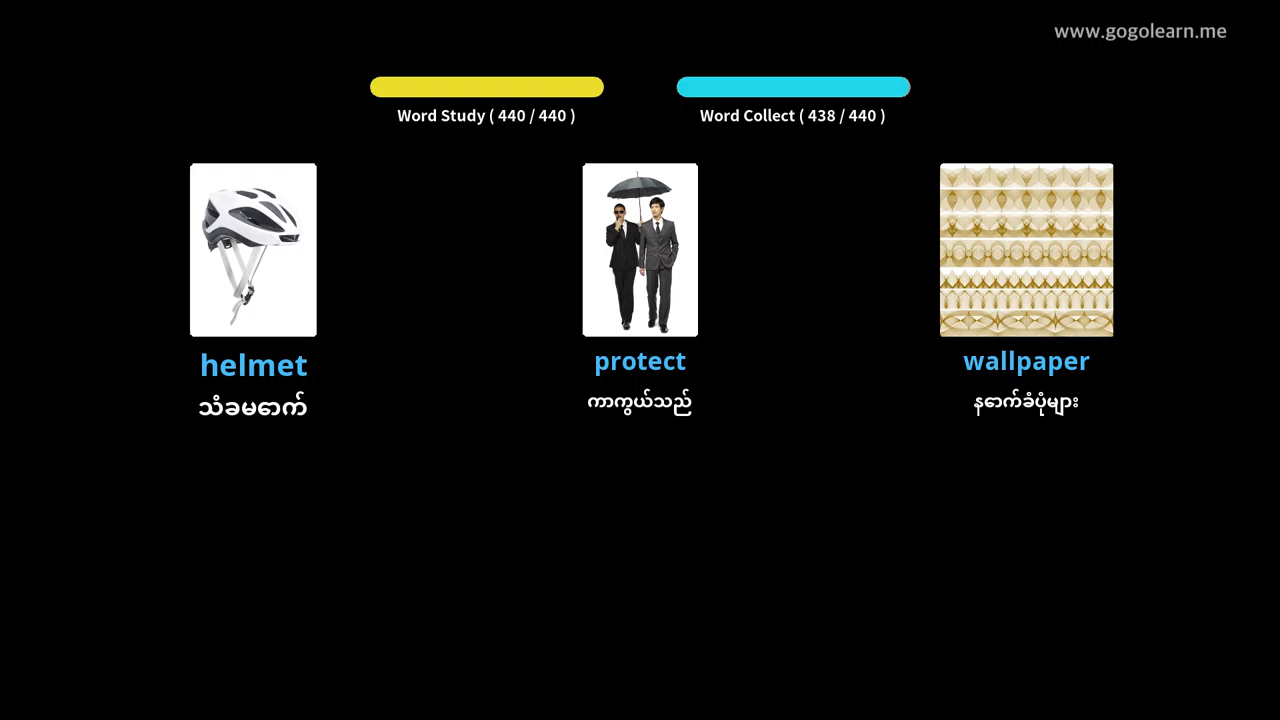 www.gogolearn.me
Word Study ( 440 / 440 )
Word Collect ( 438 / 440 )
helmet
protect
wallpaper
သံခမောက်
ကာကွယ်သည်
နောက်ခံပုံများ